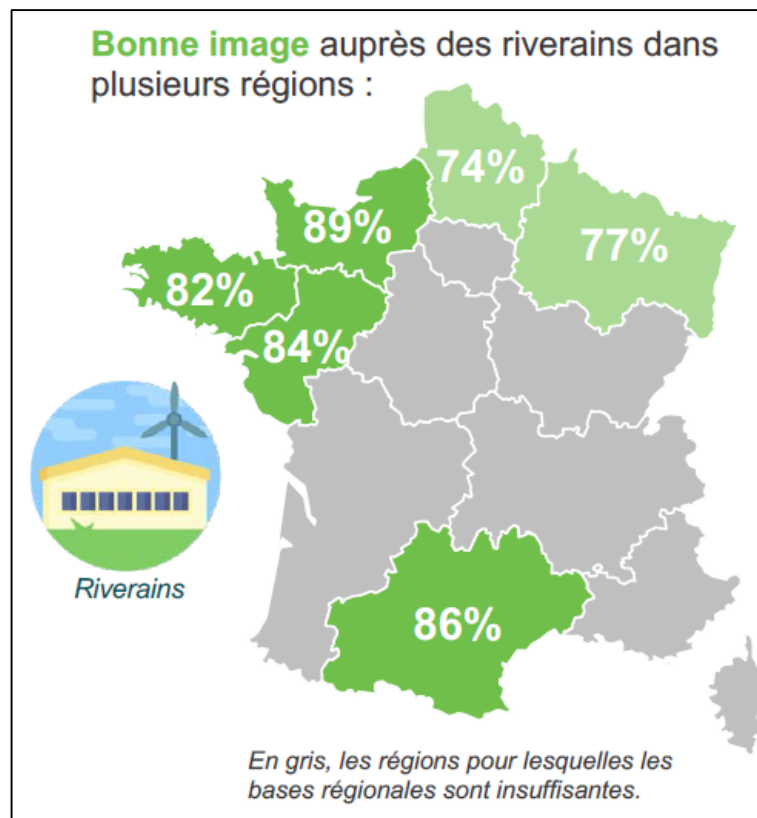 Bonne image auprès des riverains dans
plusieurs régions :
74%
89%
77%
82%
84%
Riverains
86%
En gris, les régions pour lesquelles les
bases régionales sont insuffisantes.